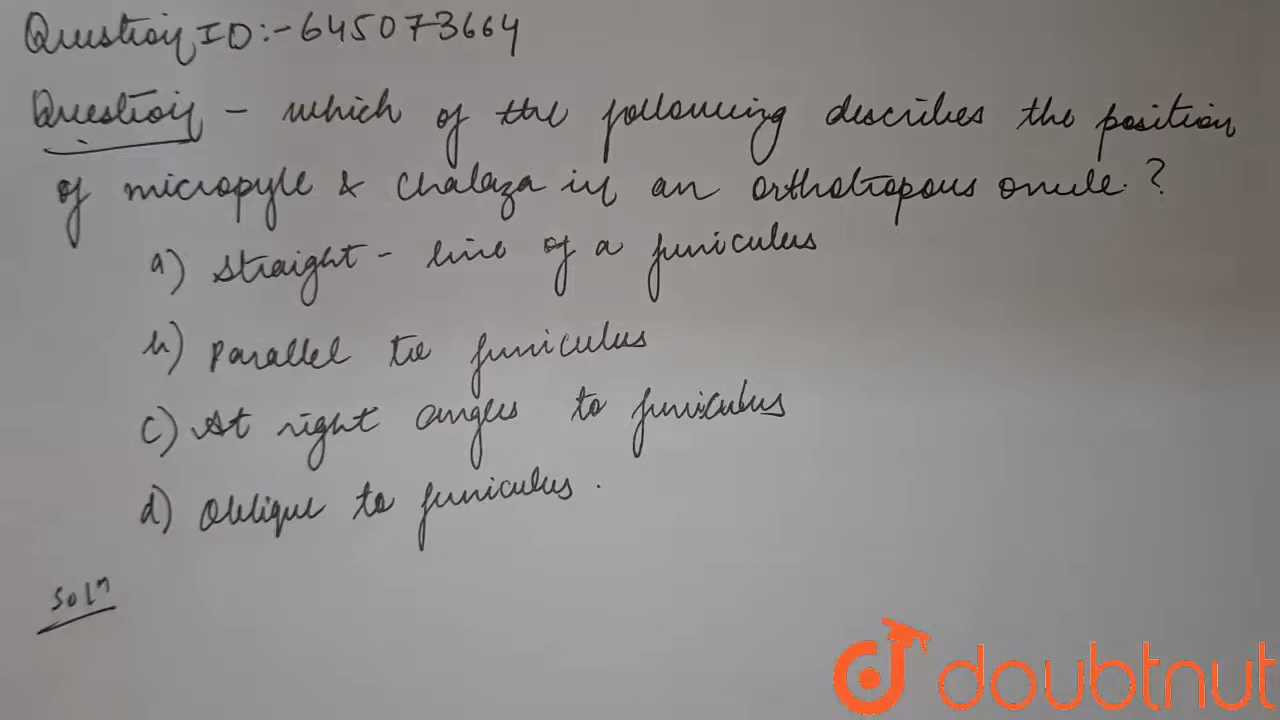 Question ID:- 645073664
Question - which of the following describes the position
of micropyle & Chalaza in an orthotropous ovule?
a) Straight - line of a funiculus
b) Parallel to funiculus
c) At right angles to funiculus
d) Oblique to funiculus.
Solⁿ
doubtnut